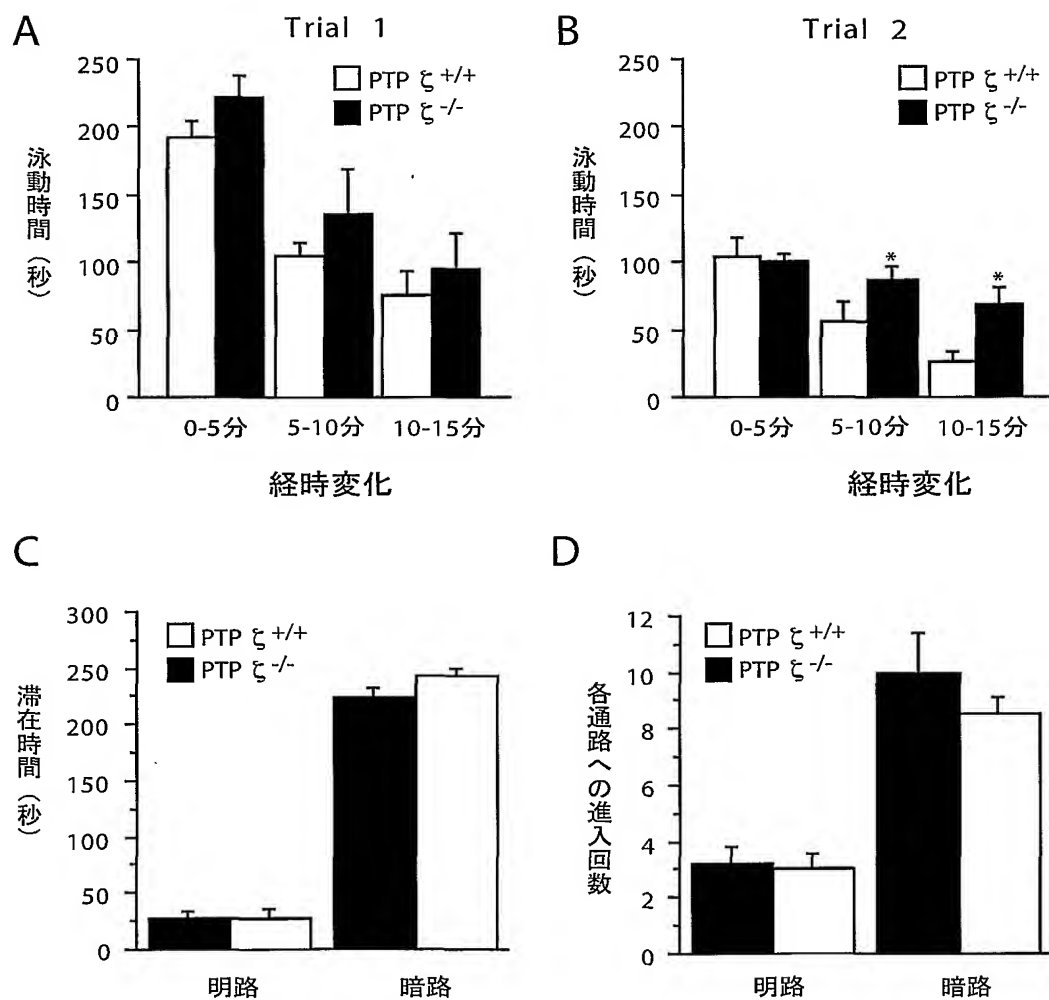 A
Trial 1
PTP ζ +/+
PTP ζ -/-
泳動時間（秒）
250
200
150
100
50
0
0-5分
5-10分
10-15分
経時変化
B
Trial 2
PTP ζ +/+
PTP ζ -/-
泳動時間（秒）
250
200
150
100
50
0
*
*
0-5分
5-10分
10-15分
経時変化
C
PTP ζ +/+
PTP ζ -/-
滞在時間（秒）
300
250
200
150
100
50
0
明路
暗路
D
PTP ζ +/+
PTP ζ -/-
各通路への進入回数
12
10
8
6
4
2
0
明路
暗路